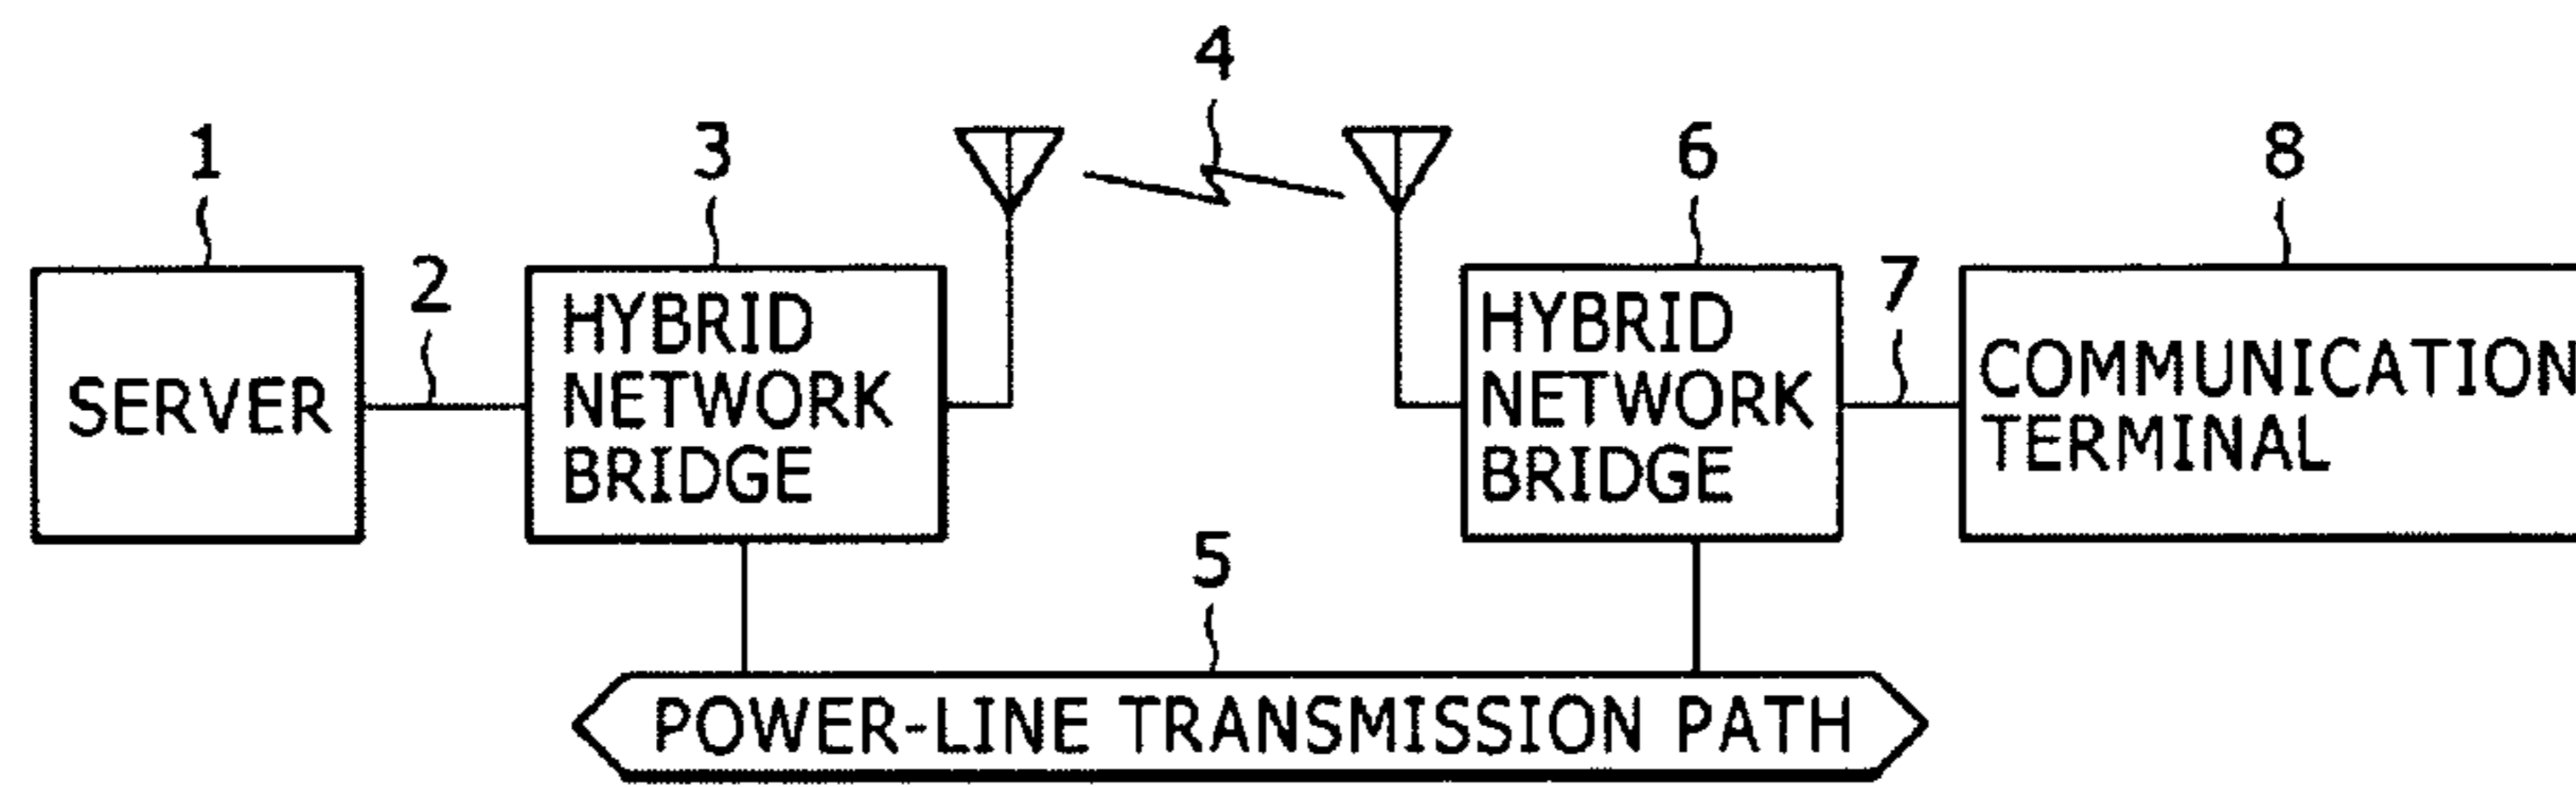 4
1
3
6
8
2
7
SERVER
HYBRID
NETWORK
BRIDGE
HYBRID
NETWORK
BRIDGE
COMMUNICATION
TERMINAL
5
POWER-LINE TRANSMISSION PATH